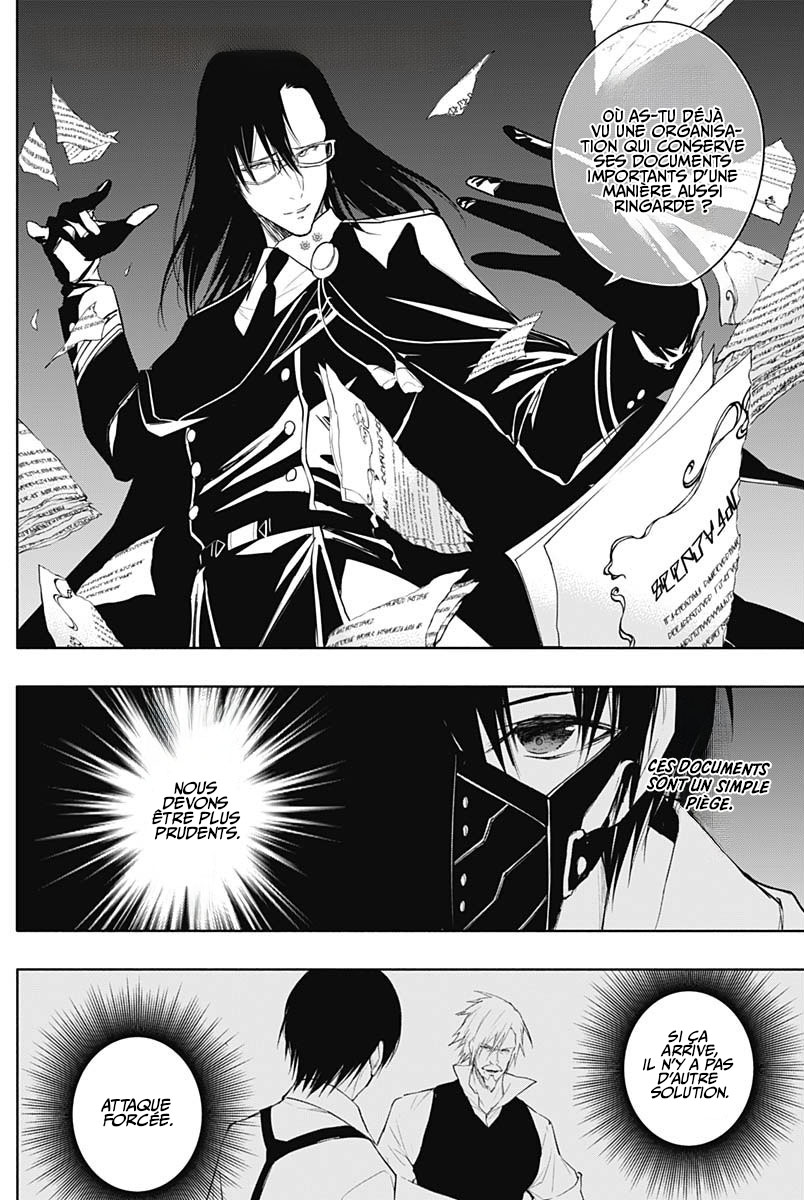 OÙ AS-TU DÉJÀ
VU UNE ORGANISA-
TION QUI CONSERVE
SES DOCUMENTS
IMPORTANTS D'UNE
MANIÈRE AUSSI
RINGARDE ?
CES DOCUMENTS
SONT UN SIMPLE
PIÈGE.
NOUS
DEVONS
ÊTRE PLUS
PRUDENTS.
SI ÇA
ARRIVE,
IL N'Y A PAS
D'AUTRE
SOLUTION.
ATTAQUE
FORCÉE.